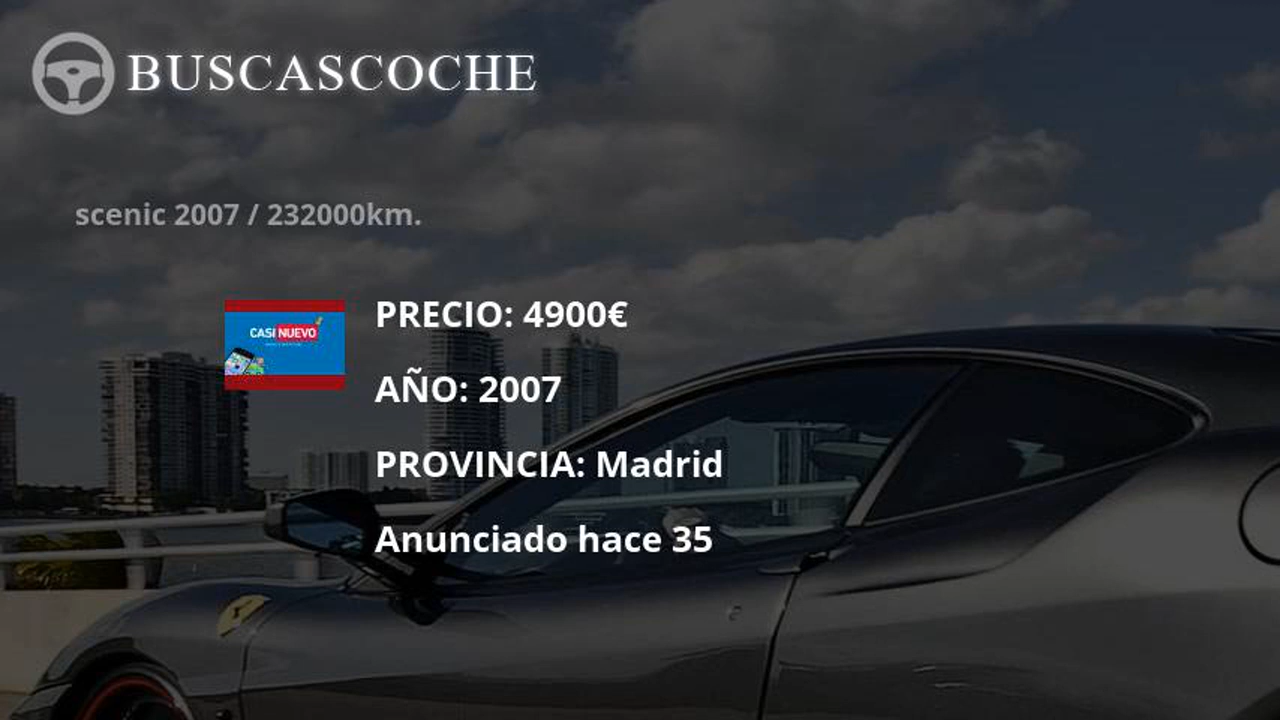 BUSCASCOCHE
scenic 2007 / 232000km.
CASI NUEVO
PRECIO: 4900€
AÑO: 2007
PROVINCIA: Madrid
Anunciado hace 35